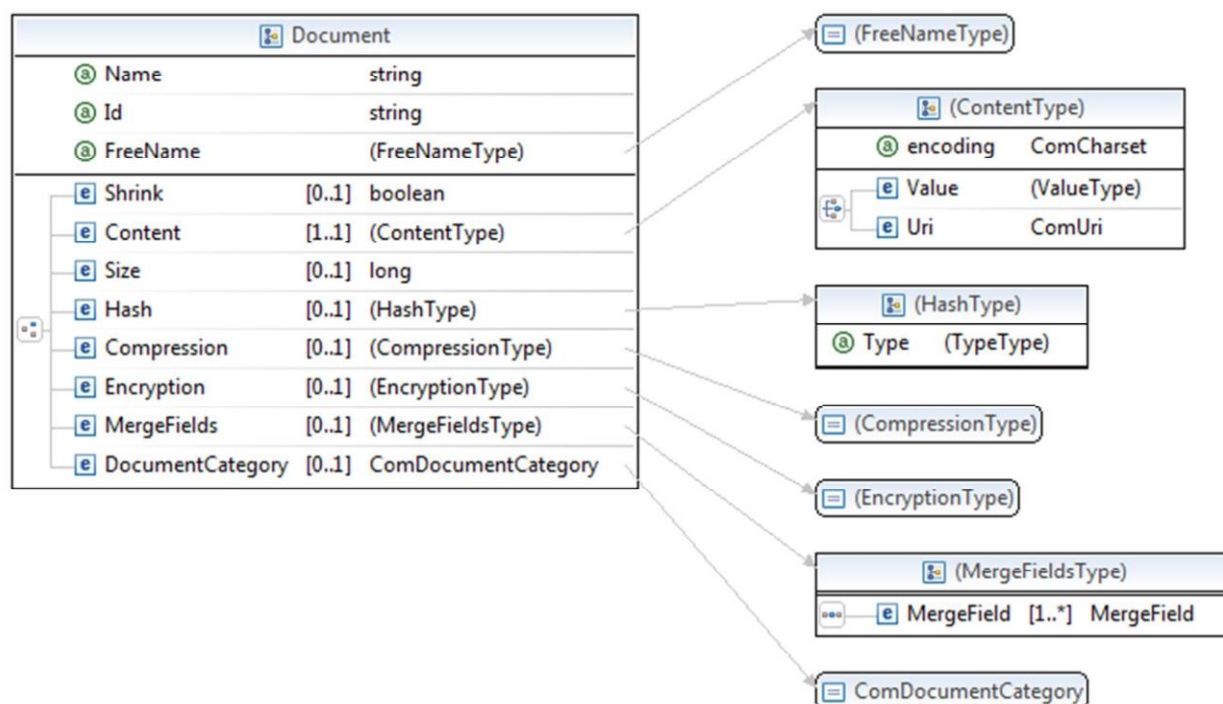 Document
Name string
Id string
FreeName (FreeNameType)
Shrink [0..1] boolean
Content [1..1] (ContentType)
Size [0..1] long
Hash [0..1] (HashType)
Compression [0..1] (CompressionType)
Encryption [0..1] (EncryptionType)
MergeFields [0..1] (MergeFieldsType)
DocumentCategory [0..1] ComDocumentCategory
(FreeNameType)
(ContentType)
encoding ComCharset
Value (ValueType)
Uri ComUri
(HashType)
Type (TypeType)
(CompressionType)
(EncryptionType)
(MergeFieldsType)
MergeField [1..*] MergeField
ComDocumentCategory